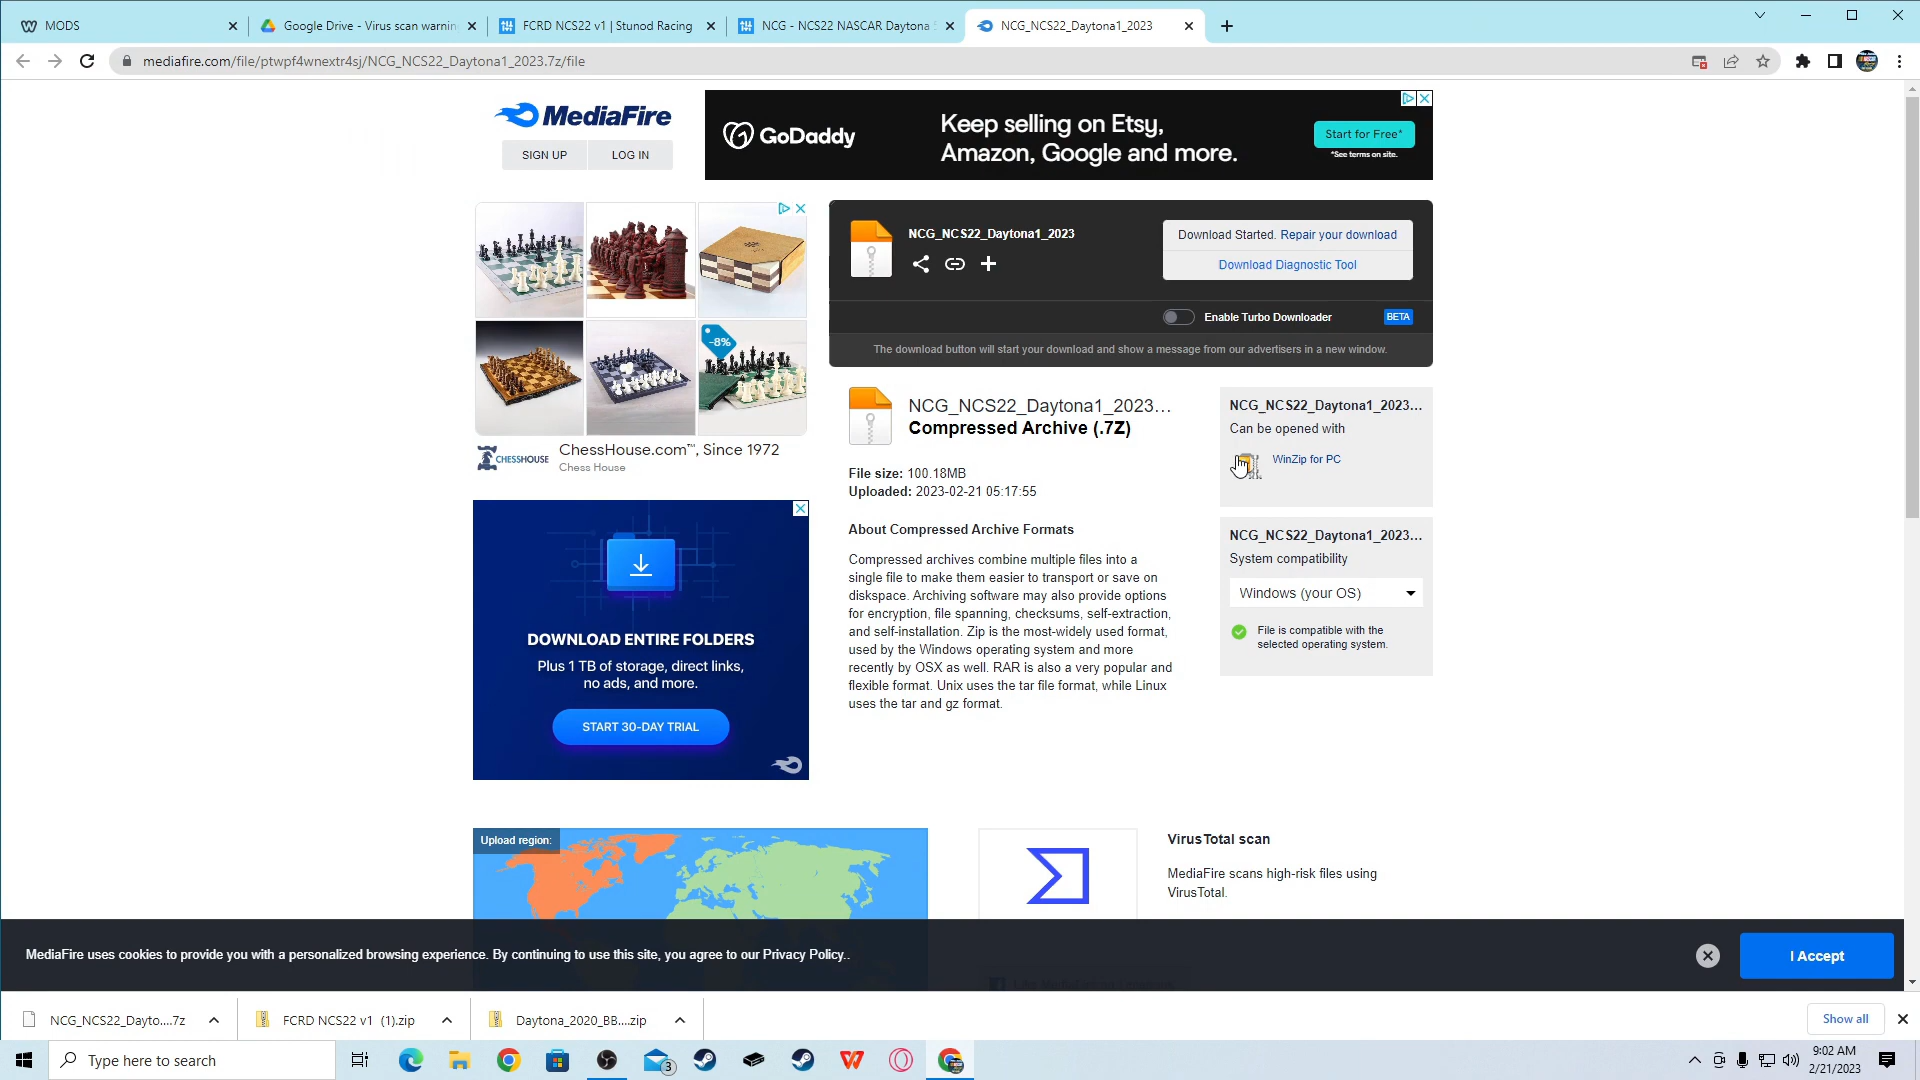 MODS
Google Drive - Virus scan warnin
FCRD NCS22 v1 | Stunod Racing
NCG - NCS22 NASCAR Daytona
NCG_NCS22_Daytona1_2023
mediafire.com/file/ptwpf4wnextr4sj/NCG_NCS22_Daytona1_2023.7z/file
MediaFire
SIGN UP
LOG IN
GoDaddy
Keep selling on Etsy,
Amazon, Google and more.
Start for Free*
*See terms on site.
NCG_NCS22_Daytona1_2023
Download Started. Repair your download
Download Diagnostic Tool
Enable Turbo Downloader
BETA
The download button will start your download and show a message from our advertisers in a new window.
-8%
CHESSHOUSE
ChessHouse.com™, Since 1972
Chess House
NCG_NCS22_Daytona1_2023...
Compressed Archive (.7Z)
File size: 100.18MB
Uploaded: 2023-02-21 05:17:55
About Compressed Archive Formats
Compressed archives combine multiple files into a
single file to make them easier to transport or save on
diskspace. Archiving software may also provide options
for encryption, file spanning, checksums, self-extraction,
and self-installation. Zip is the most-widely used format,
used by the Windows operating system and more
recently by OSX as well. RAR is also a very popular and
flexible format. Unix uses the tar file format, while Linux
uses the tar and gz format.
NCG_NCS22_Daytona1_2023...
Can be opened with
WinZip for PC
NCG_NCS22_Daytona1_2023...
System compatibility
Windows (your OS)
File is compatible with the
selected operating system.
DOWNLOAD ENTIRE FOLDERS
Plus 1 TB of storage, direct links,
no ads, and more.
START 30-DAY TRIAL
Upload region:
VirusTotal scan
MediaFire scans high-risk files using
VirusTotal.
MediaFire uses cookies to provide you with a personalized browsing experience. By continuing to use this site, you agree to our Privacy Policy..
I Accept
NCG_NCS22_Dayto....7z
FCRD NCS22 v1 (1).zip
Daytona_2020_BB....zip
Show all
Type here to search
3
9:02 AM
2/21/2023